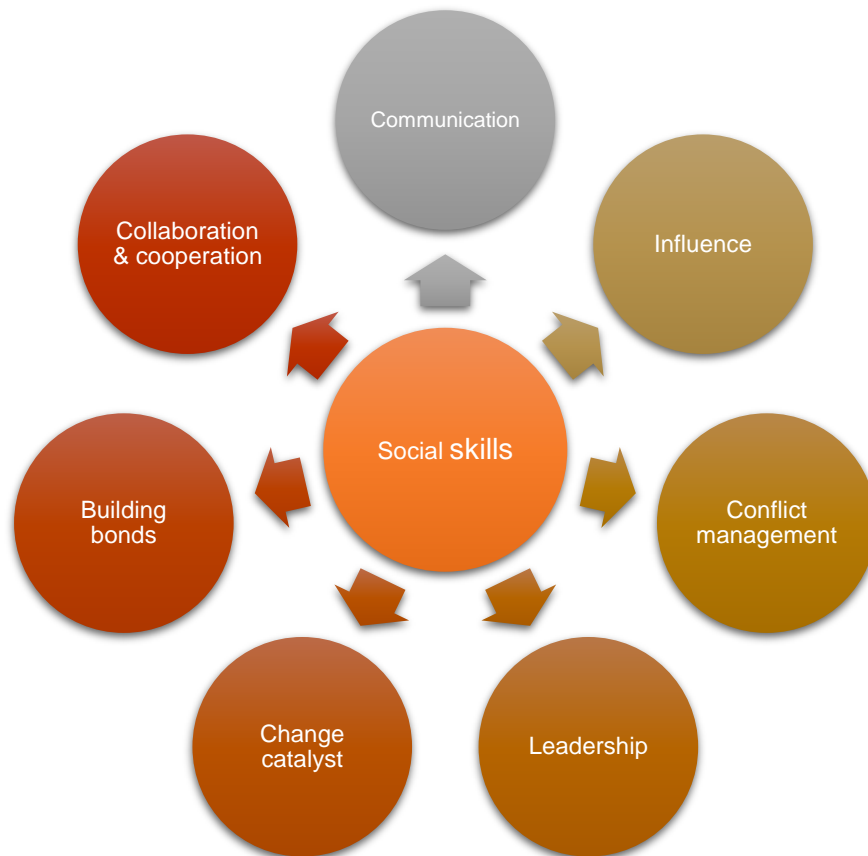 Communication
Influence
Conflict
management
Leadership
Change
catalyst
Building
bonds
Collaboration
& cooperation
Social skills